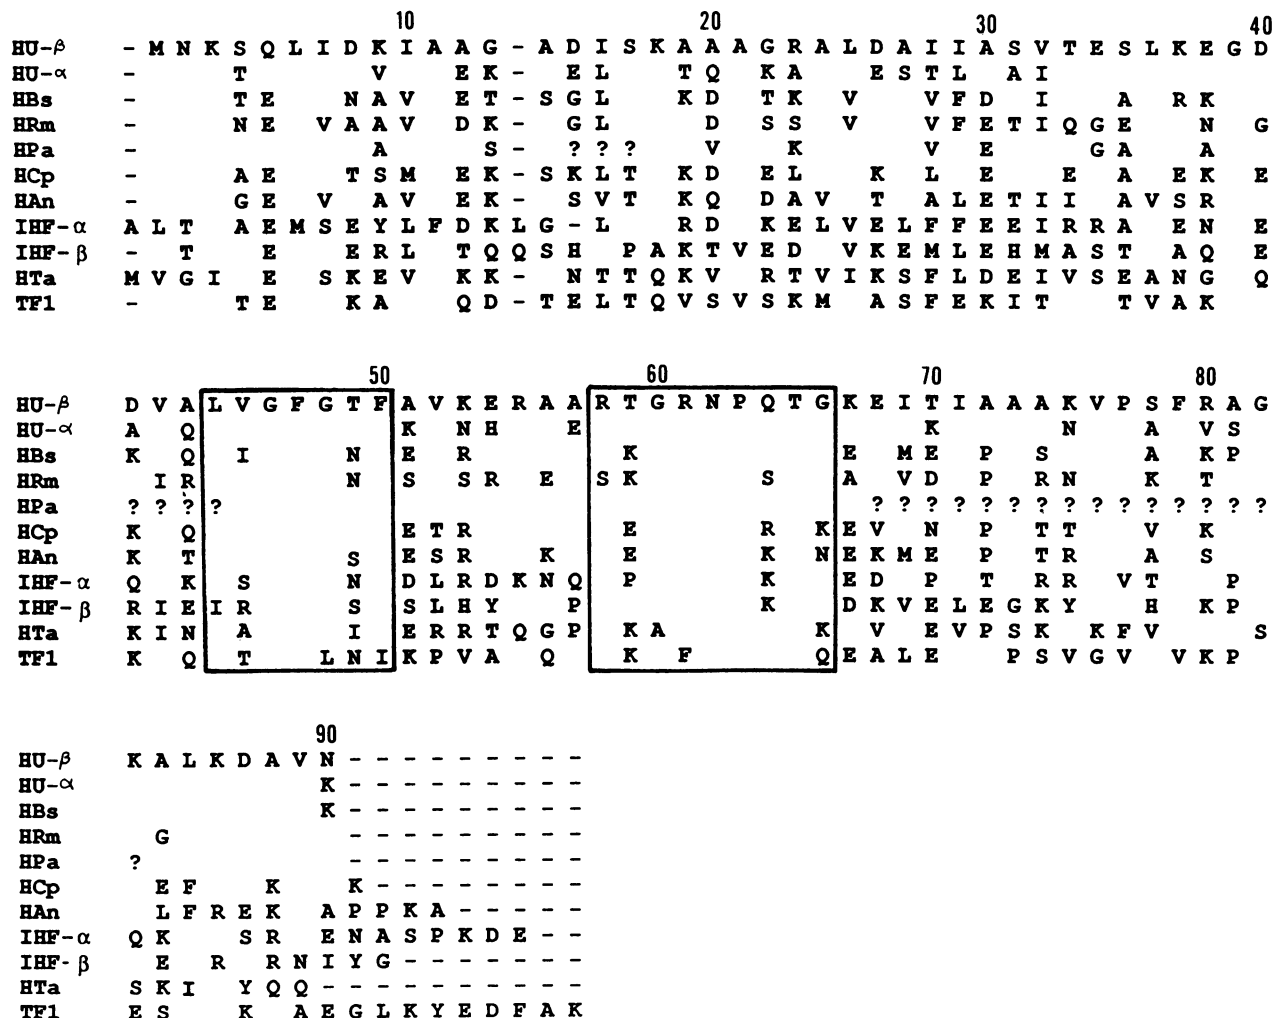 10 20 30 40
HU-β - M N K S Q L I D K I A A G - A D I S K A A A G R A L D A I I A S V T E S L K E G D
HU-α - T V E K - E L T Q K A E S T L A I
HBs - T E N A V E T - S G L K D T K V V F D I A R K
HRm - N E V A A V D K - G L D S S V V F E T I Q G E N G
HPa - A S - ? ? ? V K V E G A A
HCp - A E T S M E K - S K L T K D E L K L E E A E K E
HAn - G E V A V E K - S V T K Q D A V T A L E T I I A V S R
IHF-α A L T A E M S E Y L F D K L G - L R D K E L V E L F F E E I R R A E N E
IHF-β - T E E R L T Q Q S H P A K T V E D V K E M L E H M A S T A Q E
HTa M V G I E S K E V K K - N T T Q K V R T V I K S F L D E I V S E A N G Q
TF1 - T E K A Q D - T E L T Q V S V S K M A S F E K I T T V A K
50 60 70 80
HU-β D V A L V G F G T F A V K E R A A R T G R N P Q T G K E I T I A A A K V P S F R A G
HU-α A Q K N H E K N A V S
HBs K Q I N E R K E M E P S A K P
HRm I R N S S R E S K S A V D P R N K T
HPa ? ? ? ? ? ? ? ? ? ? ? ? ? ? ? ? ? ? ?
HCp K Q E T R E R K E V N P T T V K
HAn K T S E S R K E K N E K M E P T R A S
IHF-α Q K S N D L R D K N Q P K E D P T R R V T P
IHF-β R I E I R S S L H Y P K D K V E L E G K Y H K P
HTa K I N A I E R R T Q G P K A K V E V P S K K F V S
TF1 K Q T L N I K P V A Q K F Q E A L E P S V G V V K P
90
HU-β K A L K D A V N - - - - - - - - -
HU-α K - - - - - - - - -
HBs K - - - - - - - - -
HRm G - - - - - - - - -
HPa ? - - - - - - - - -
HCp E F K K - - - - - - - -
HAn L F R E K A P P K A - - - - -
IHF-α Q K S R E N A S P K D E - -
IHF-β E R R N I Y G - - - - - - -
HTa S K I Y Q Q - - - - - - - - - -
TF1 E S K A E G L K Y E D F A K